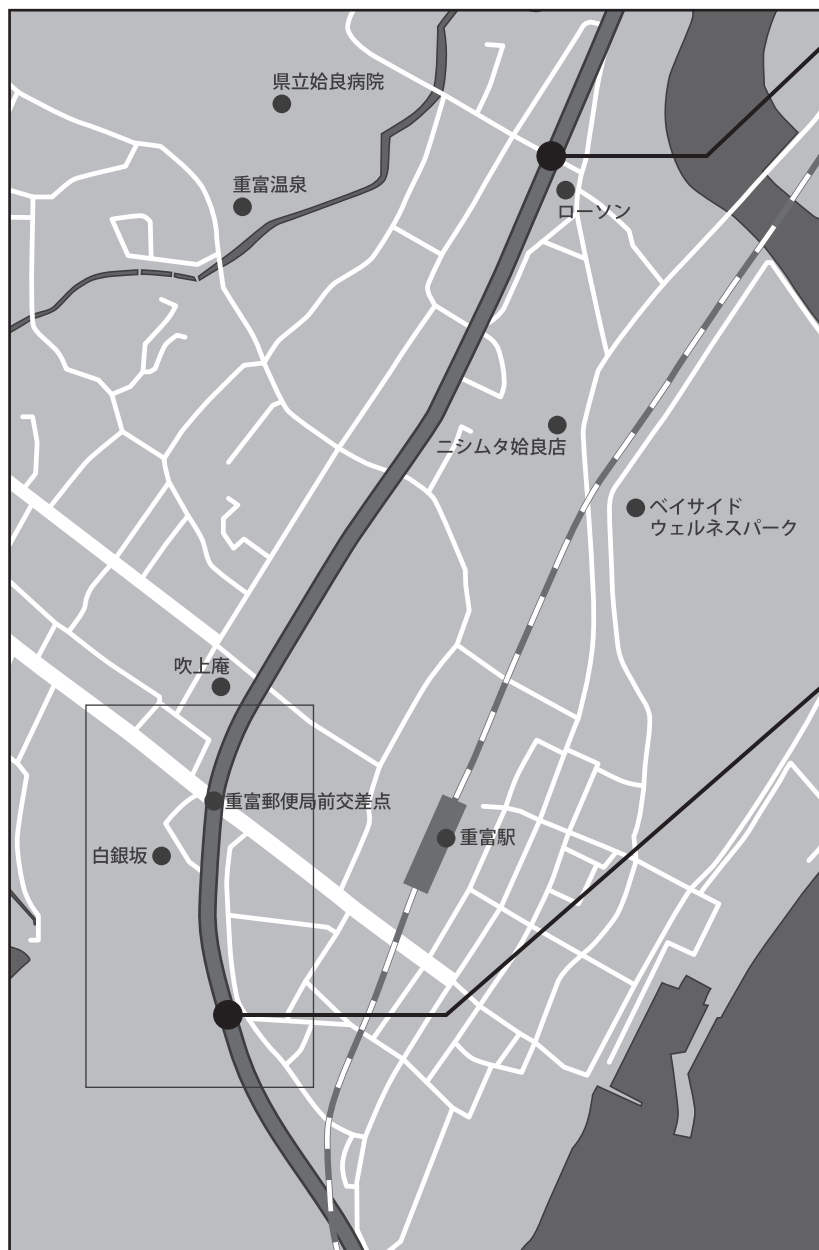 県立姶良病院
重富温泉
ローソン
ニシムタ姶良店
ベイサイド
ウェルネスパーク
吹上庵
重富郵便局前交差点
重富駅
白銀坂